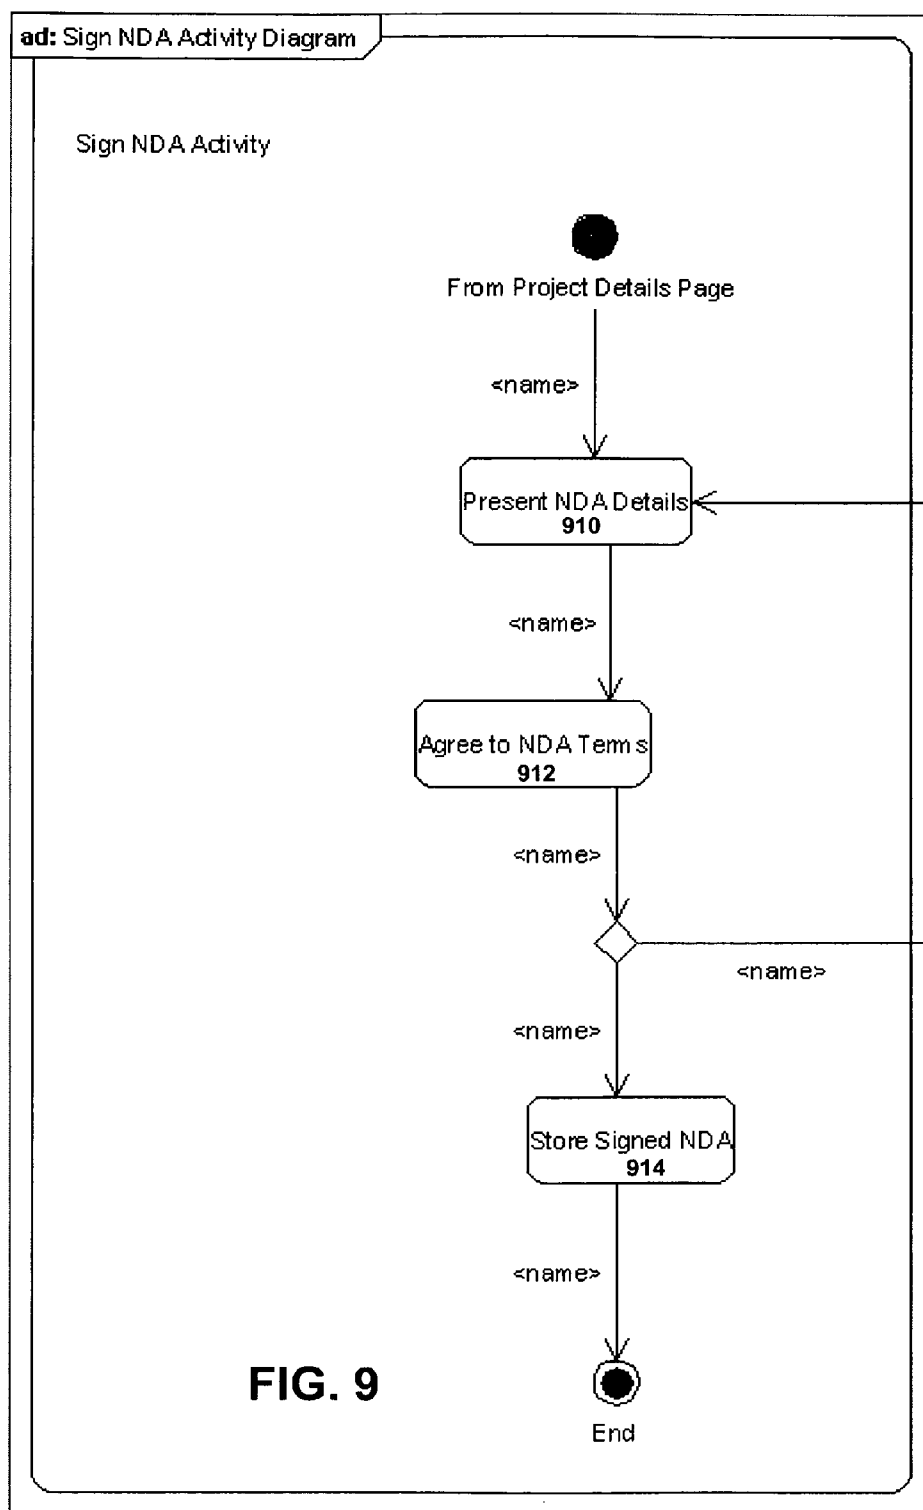 ad: Sign NDA Activity Diagram
Sign NDA Activity
From Project Details Page
<name>
Present NDA Details
910
<name>
Agree to NDA Terms
912
<name>
<name>
<name>
Store Signed NDA
914
<name>
FIG. 9
End